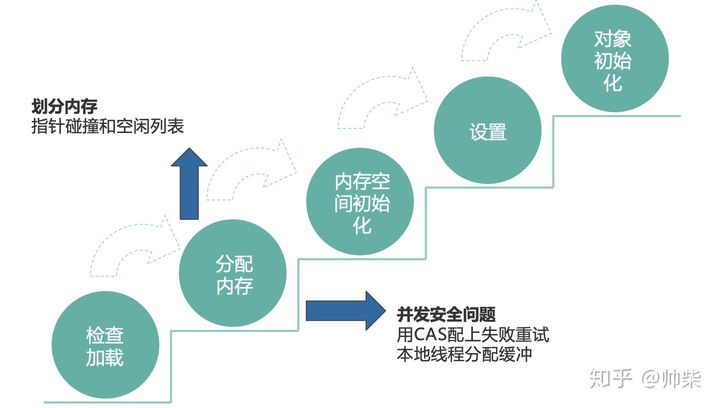 对象
初始
化
划分内存
指针碰撞和空闲列表
设置
内存空
间初始
化
分配
内存
并发安全问题
用CAS配上失败重试
本地线程分配缓冲
检查
加载
知乎 @帅柴